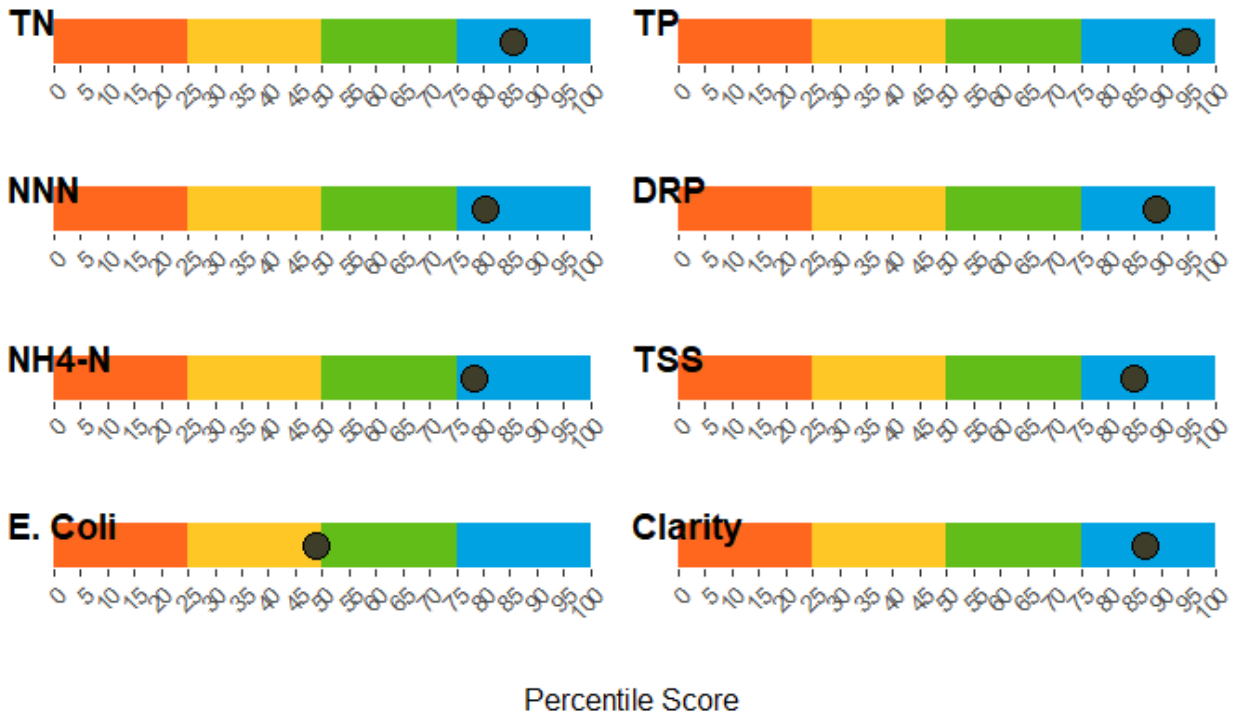 TN
0 5 10 15 20 25 30 35 40 45 50 55 60 65 70 75 80 85 90 95 100
TP
0 5 10 15 20 25 30 35 40 45 50 55 60 65 70 75 80 85 90 95 100
NNN
0 5 10 15 20 25 30 35 40 45 50 55 60 65 70 75 80 85 90 95 100
DRP
0 5 10 15 20 25 30 35 40 45 50 55 60 65 70 75 80 85 90 95 100
NH4-N
0 5 10 15 20 25 30 35 40 45 50 55 60 65 70 75 80 85 90 95 100
TSS
0 5 10 15 20 25 30 35 40 45 50 55 60 65 70 75 80 85 90 95 100
E. Coli
0 5 10 15 20 25 30 35 40 45 50 55 60 65 70 75 80 85 90 95 100
Clarity
0 5 10 15 20 25 30 35 40 45 50 55 60 65 70 75 80 85 90 95 100
Percentile Score